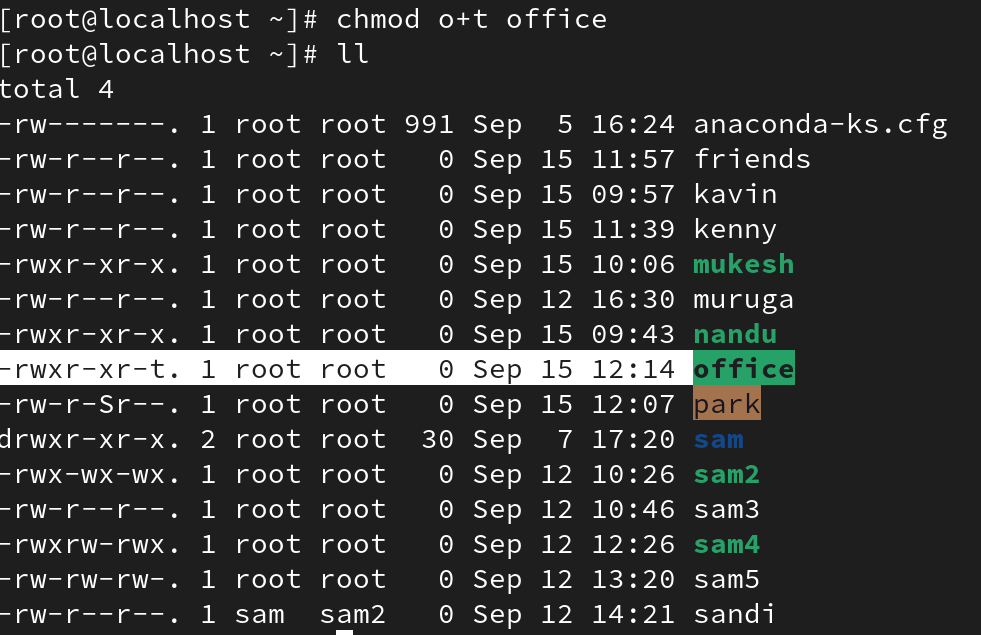 [root@localhost ~]# chmod o+t office
[root@localhost ~]# ll
total 4
-rw-------. 1 root root 991 Sep  5 16:24 anaconda-ks.cfg
-rw-r--r--. 1 root root   0 Sep 15 11:57 friends
-rw-r--r--. 1 root root   0 Sep 15 09:57 kavin
-rw-r--r--. 1 root root   0 Sep 15 11:39 kenny
-rwxr-xr-x. 1 root root   0 Sep 15 10:06 mukesh
-rw-r--r--. 1 root root   0 Sep 12 16:30 muruga
-rwxr-xr-x. 1 root root   0 Sep 15 09:43 nandu
-rwxr-xr-t. 1 root root   0 Sep 15 12:14 office
-rw-r-Sr--. 1 root root   0 Sep 15 12:07 park
drwxr-xr-x. 2 root root  30 Sep  7 17:20 sam
-rwx-wx-wx. 1 root root   0 Sep 12 10:26 sam2
-rw-r--r--. 1 root root   0 Sep 12 10:46 sam3
-rwxrw-rwx. 1 root root   0 Sep 12 12:26 sam4
-rw-rw-rw-. 1 root root   0 Sep 12 13:20 sam5
-rw-r--r--. 1 sam  sam2   0 Sep 12 14:21 sandi